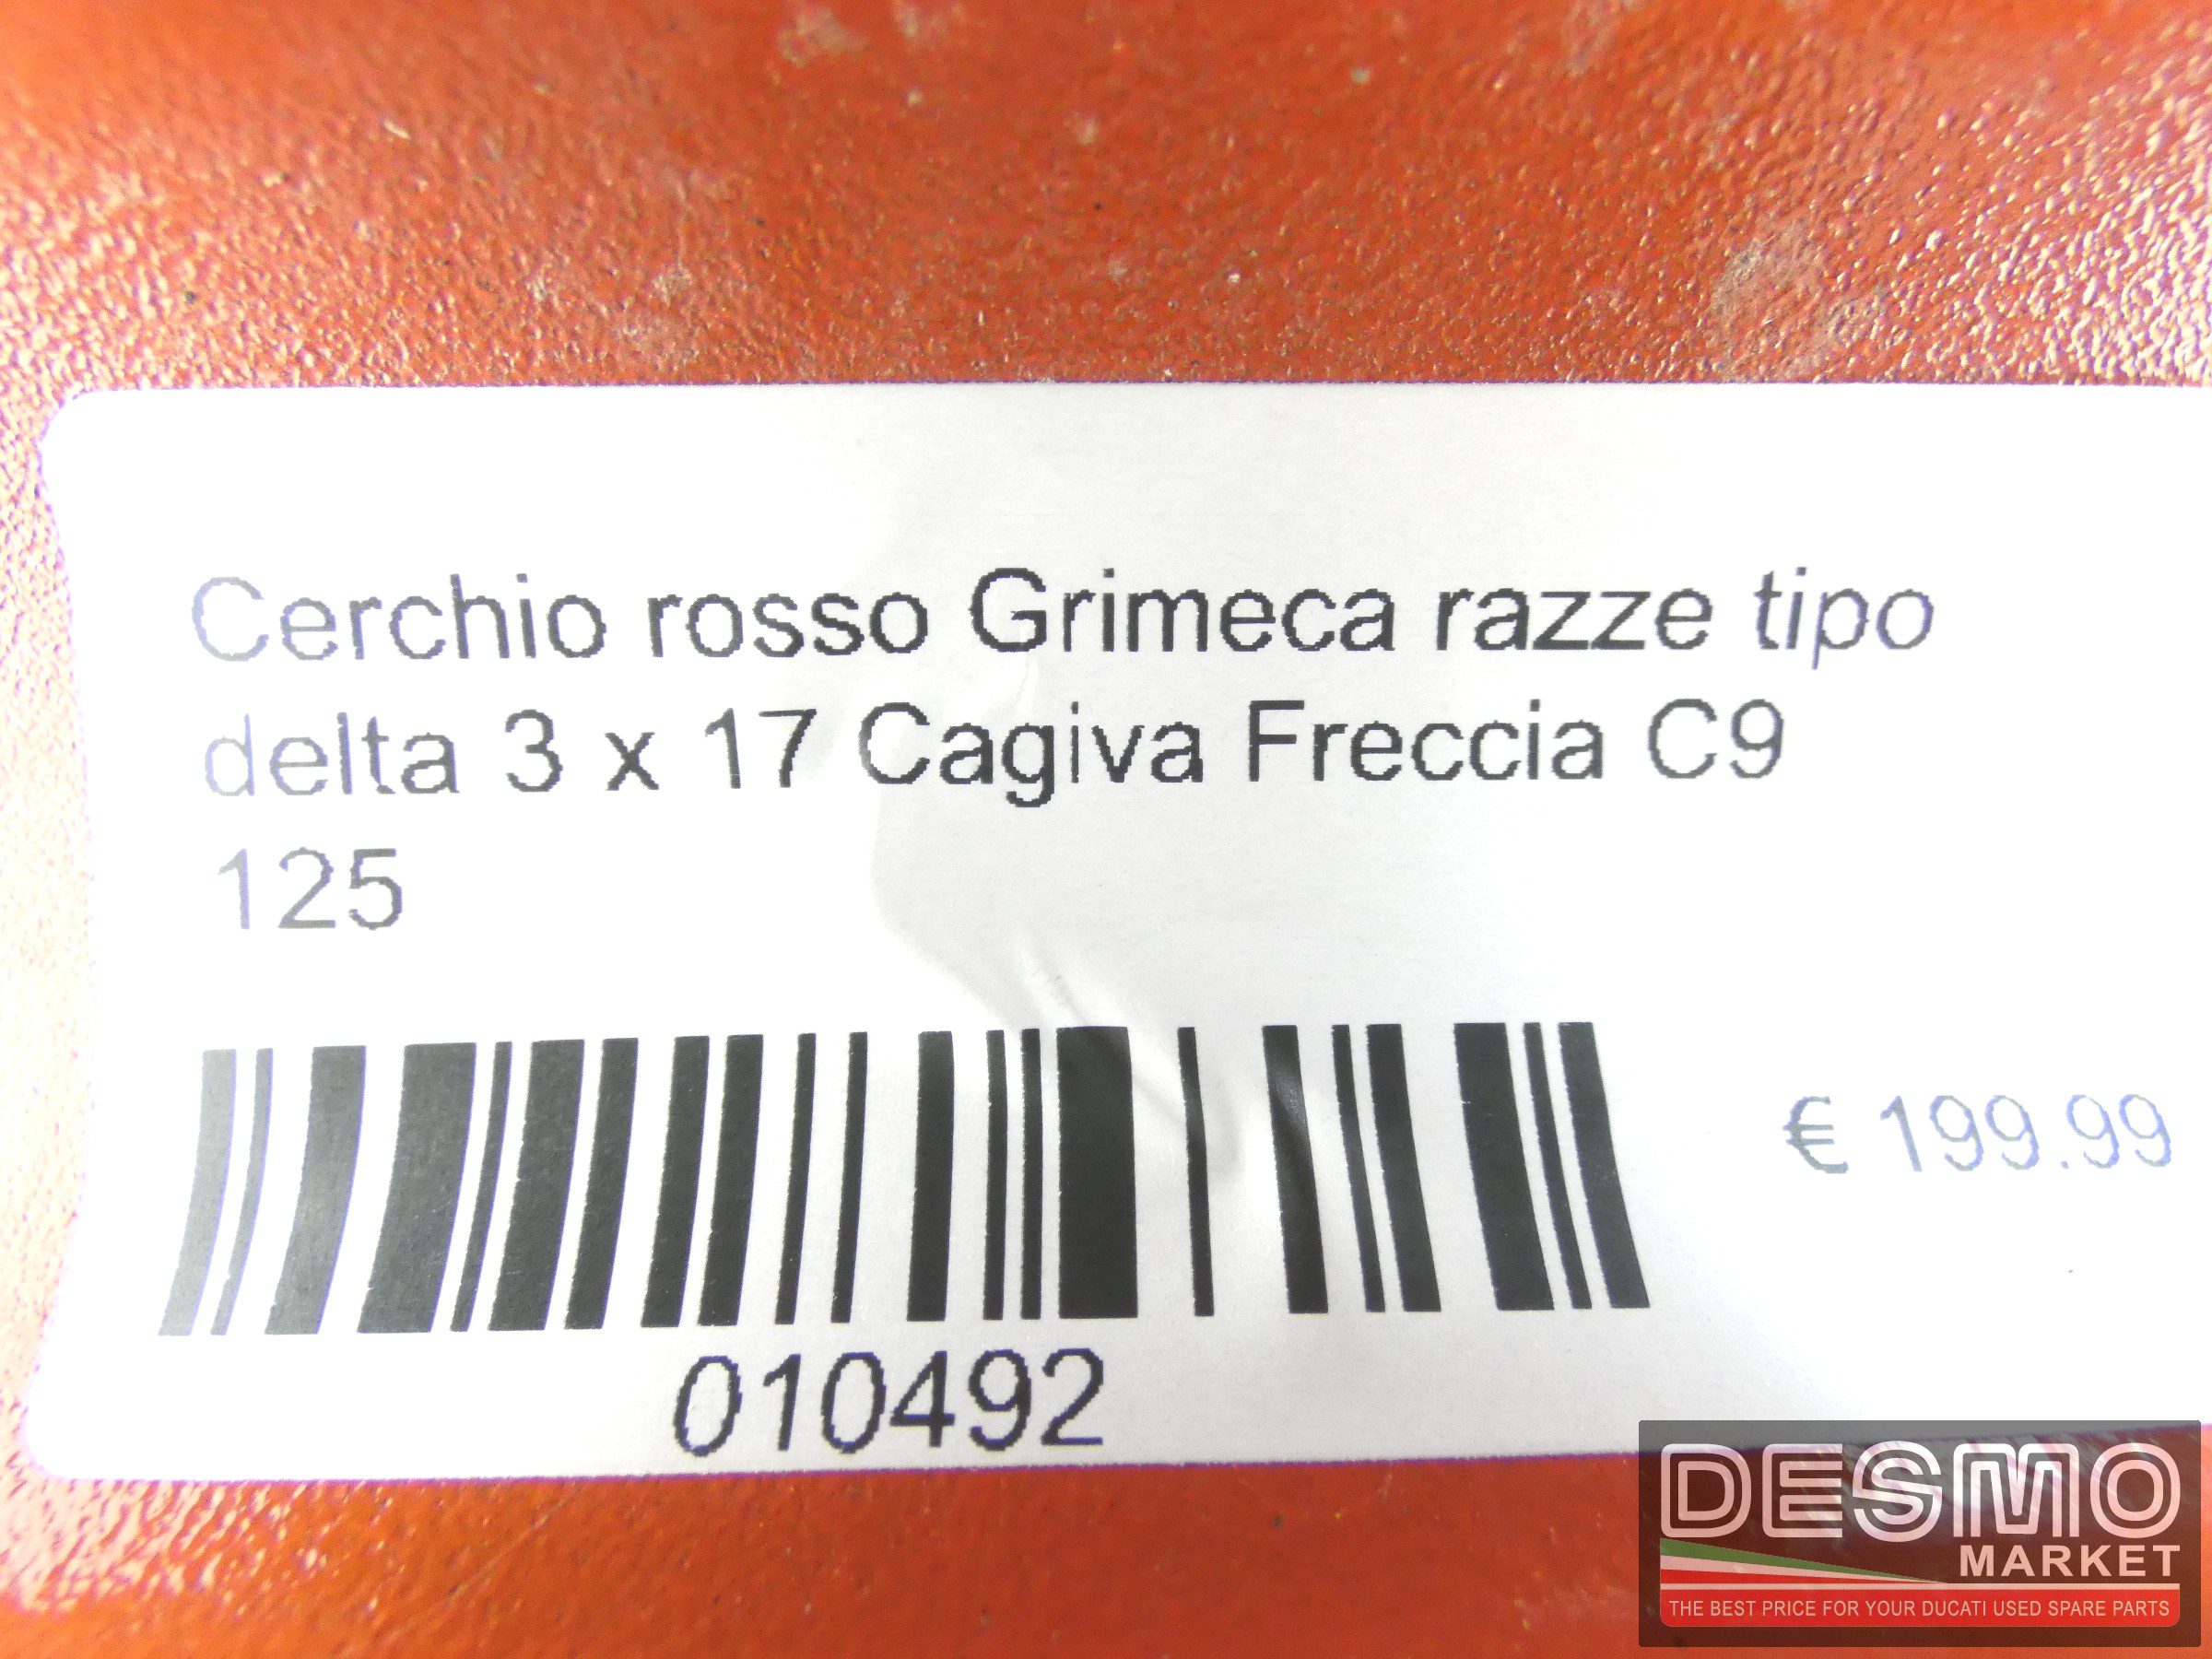 Cerchio rosso Grimeca razze tipo
delta 3 x 17 Cagiva Freccia C9
125
€ 199.99
010492
DESMO
MARKET
THE BEST PRICE FOR YOUR DUCATI USED SPARE PARTS